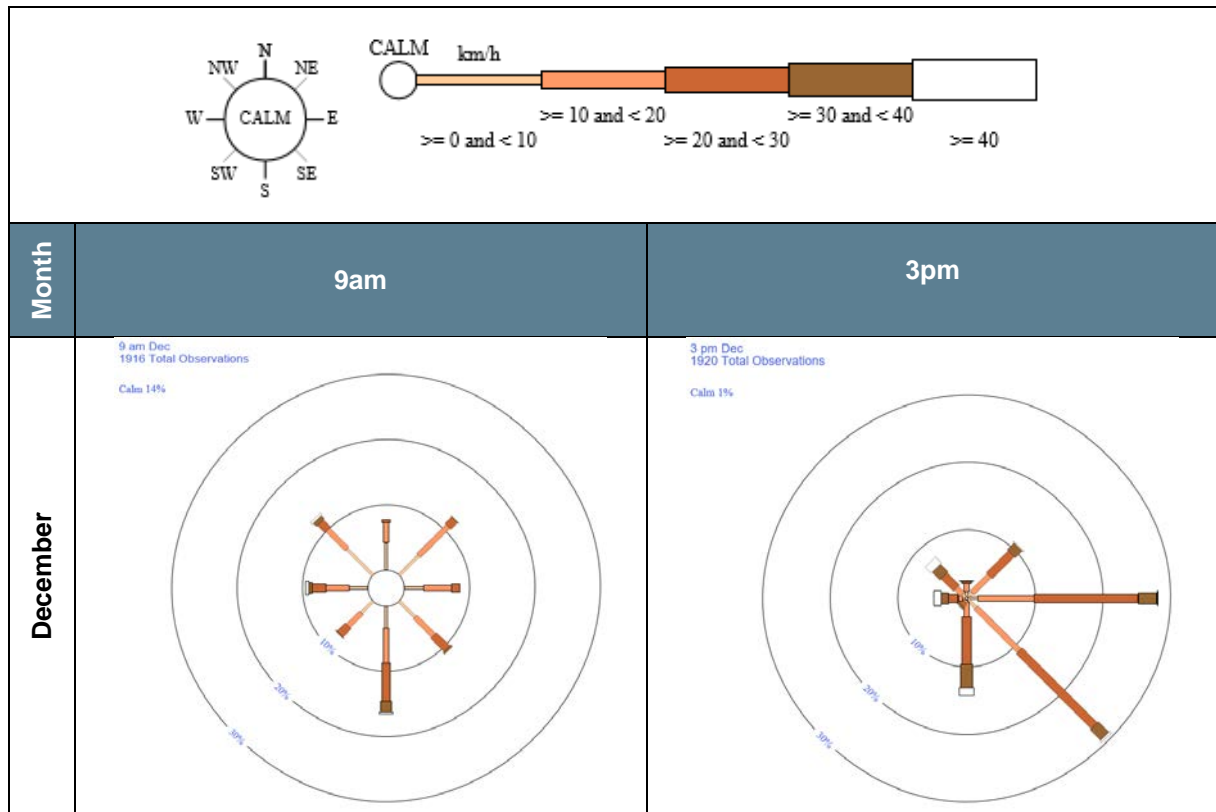 N
NW NE
W CALM E
SW SE
S
CALM km/h
>= 10 and < 20 >= 30 and < 40
>= 0 and < 10 >= 20 and < 30 >= 40
Month 9am 3pm
December
9 am Dec
1916 Total Observations
Calm 14%
10%
20%
30%
3 pm Dec
1920 Total Observations
Calm 1%
10%
20%
30%